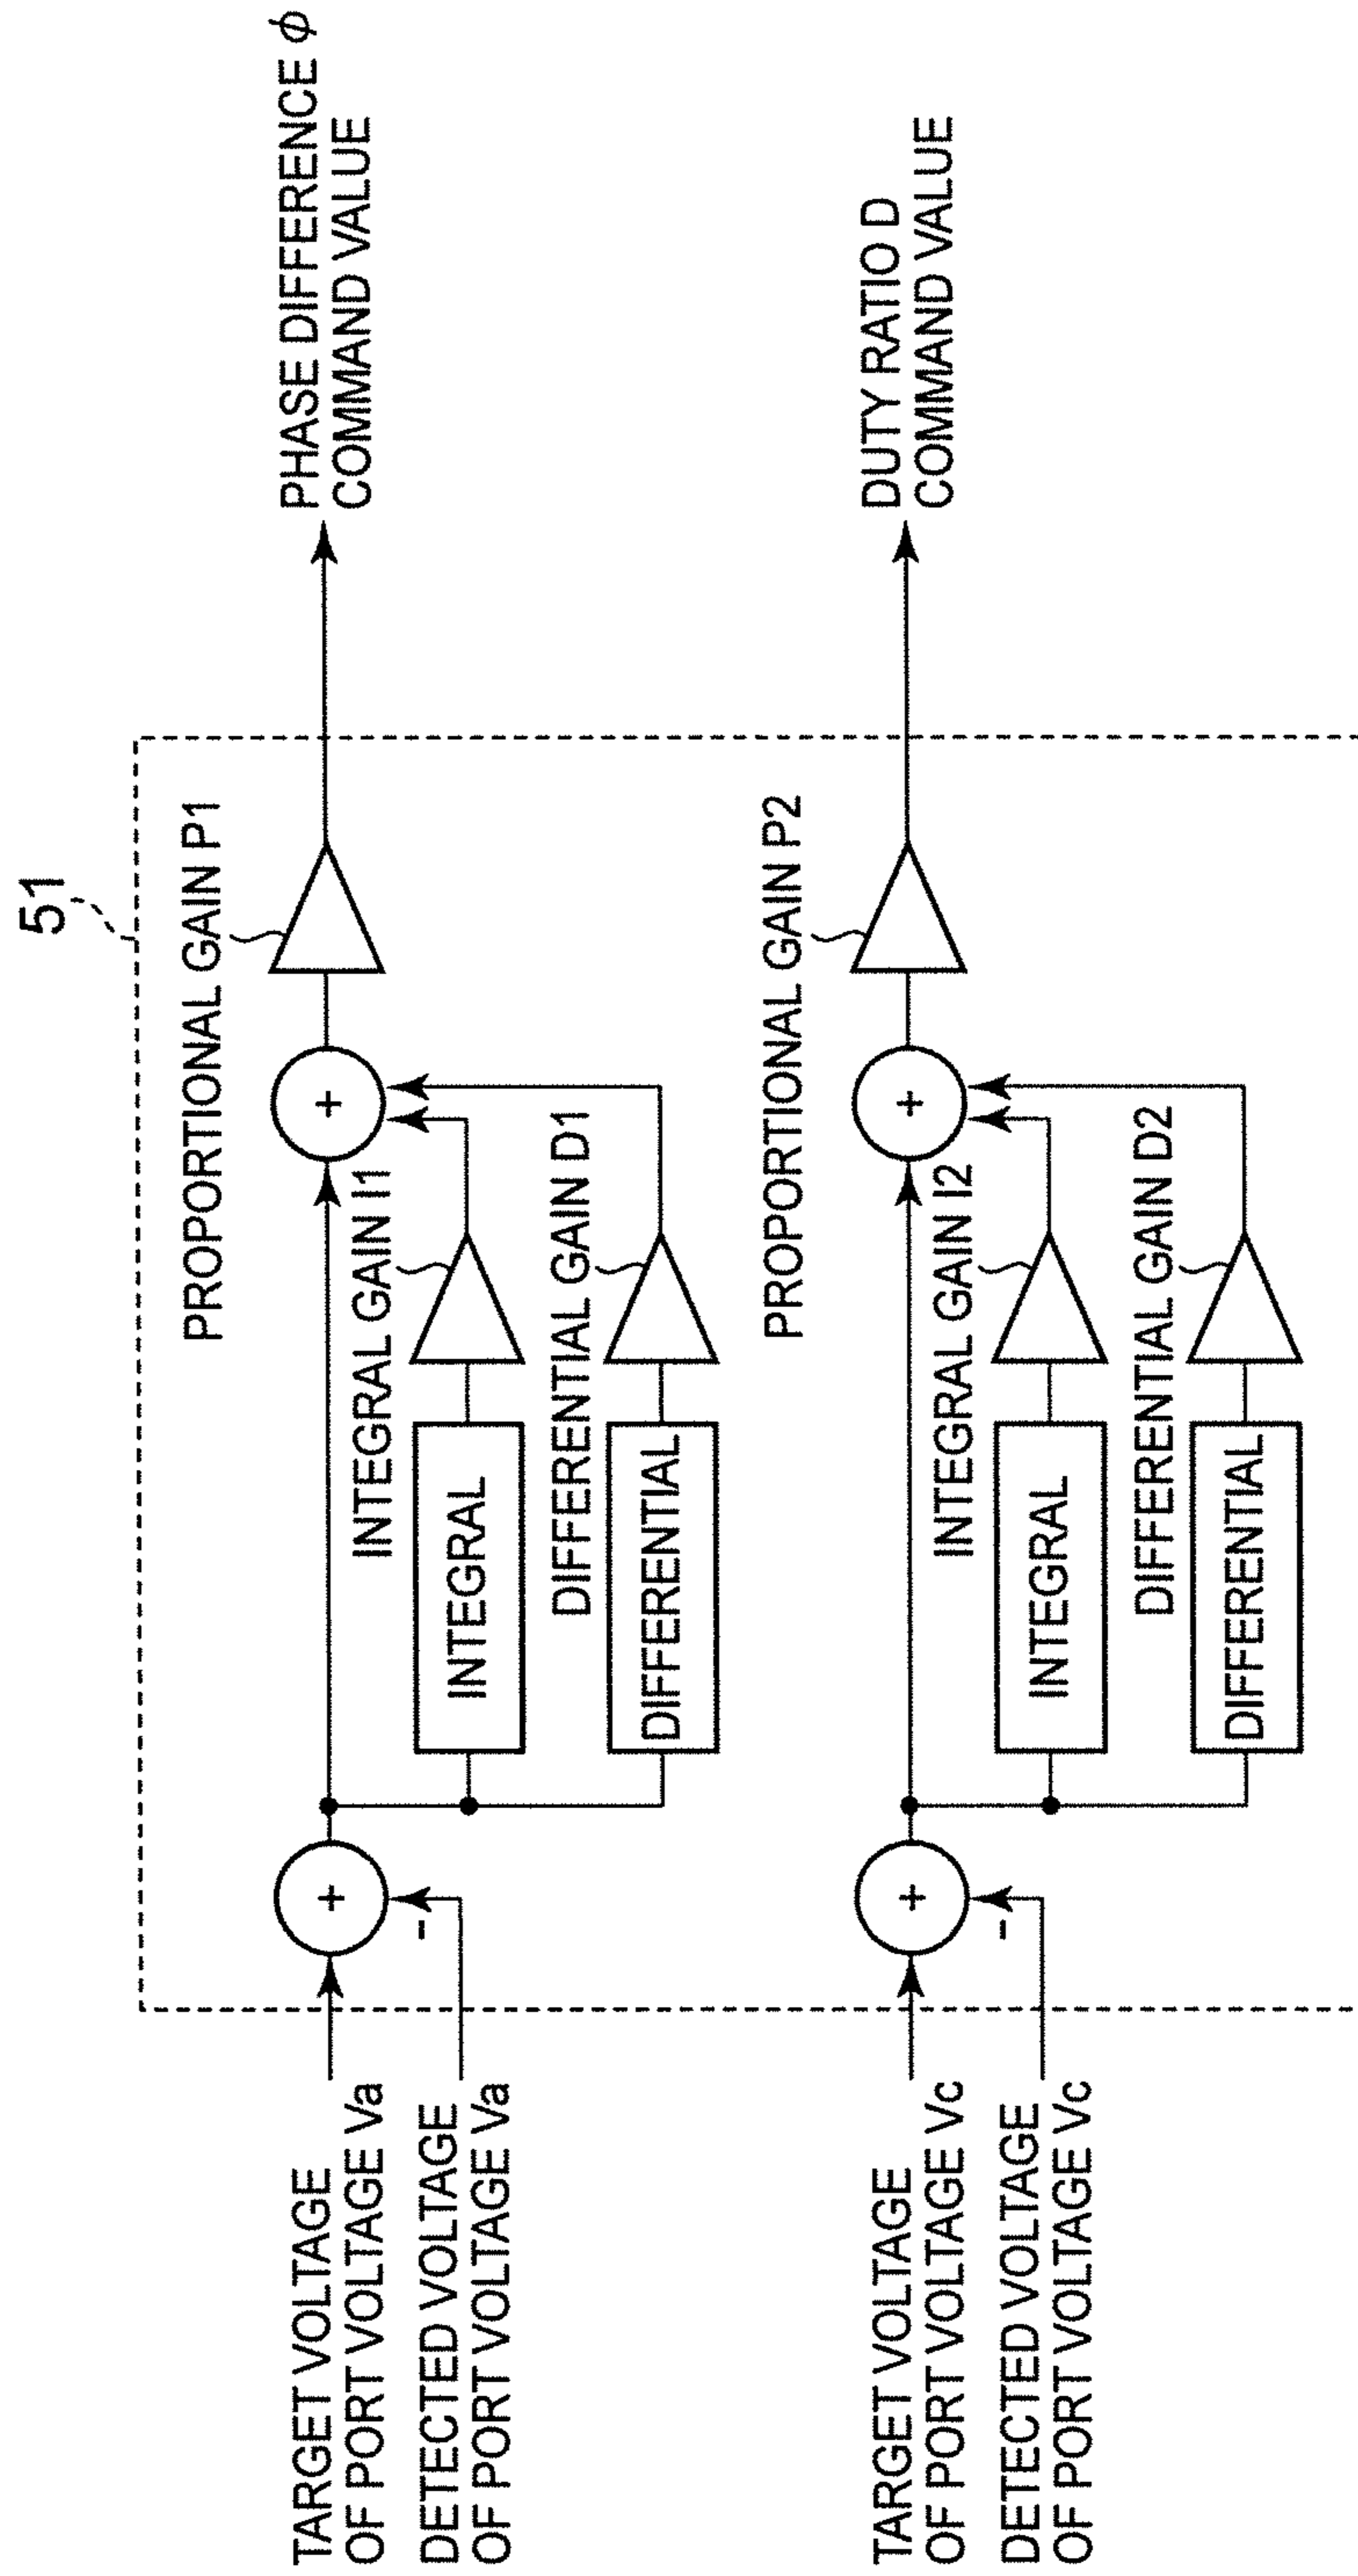 51
TARGET VOLTAGE
OF PORT VOLTAGE Va
DETECTED VOLTAGE
OF PORT VOLTAGE Va
+
-
INTEGRAL
INTEGRAL GAIN I1
DIFFERENTIAL
DIFFERENTIAL GAIN D1
+
PROPORTIONAL GAIN P1
PHASE DIFFERENCE ϕ
COMMAND VALUE
TARGET VOLTAGE
OF PORT VOLTAGE Vc
DETECTED VOLTAGE
OF PORT VOLTAGE Vc
+
-
INTEGRAL
INTEGRAL GAIN I2
DIFFERENTIAL
DIFFERENTIAL GAIN D2
+
PROPORTIONAL GAIN P2
DUTY RATIO D
COMMAND VALUE